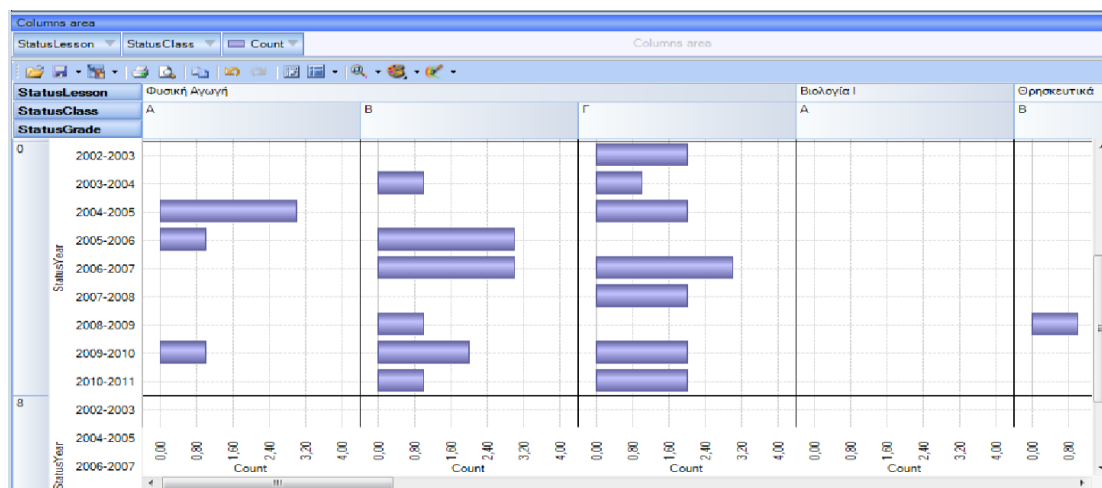 Columns area
StatusLesson StatusClass Count Columns area
StatusLesson Φυσική Αγωγή Βιολογία Ι Θρησκευτικά
StatusClass Α Β Γ Α Β
StatusGrade
0
StatusYear
2002-2003
2003-2004
2004-2005
2005-2006
2006-2007
2007-2008
2008-2009
2009-2010
2010-2011
8
StatusYear
2002-2003
2004-2005
2006-2007
0,00 0,80 1,60 2,40 3,20 4,00 0,00 0,80 1,60 2,40 3,20 4,00 0,00 0,80 1,60 2,40 3,20 4,00 0,00 0,80 1,60 2,40 3,20 4,00 0,00 0,80
Count Count Count Count